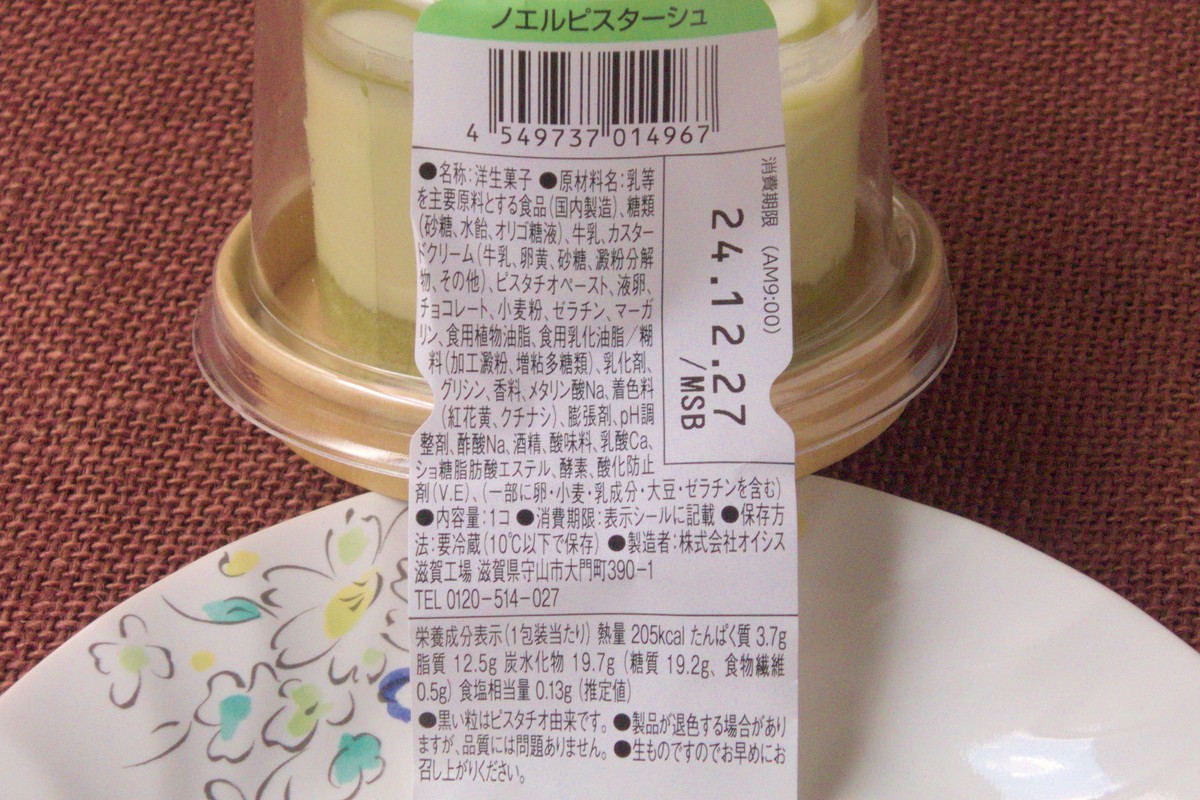 ノエルピスターシュ
4 549737 014967
●名称:洋生菓子 ●原材料名:乳等
を主要原料とする食品(国内製造)、糖類
(砂糖、水飴、オリゴ糖液)、牛乳、カスター
ドクリーム(牛乳、卵黄、砂糖、澱粉分解
物、その他)、ピスタチオペースト、液卵、
チョコレート、小麦粉、ゼラチン、マーガ
リン、食用植物油脂、食用乳化油脂/糊
料(加工澱粉、増粘多糖類)、乳化剤、
グリシン、香料、メタリン酸Na、着色料
(紅花黄、クチナシ)、膨張剤、pH調
整剤、酢酸Na、酒精、酸味料、乳酸Ca、
ショ糖脂肪酸エステル、酵素、酸化防止
剤(V.E)、(一部に卵・小麦・乳成分・大豆・ゼラチンを含む)
●内容量:1コ ●消費期限:表示シールに記載 ●保存方
法:要冷蔵(10℃以下で保存) ●製造者:株式会社オイシス
滋賀工場 滋賀県守山市大門町390-1
TEL 0120-514-027
消費期限 (AM9:00)
24.12.27
/MSB
栄養成分表示(1包装当たり) 熱量 205kcal たんぱく質 3.7g
脂質 12.5g 炭水化物 19.7g (糖質 19.2g、食物繊維
0.5g) 食塩相当量 0.13g (推定値)
●黒い粒はピスタチオ由来です。●製品が退色する場合があり
ますが、品質には問題ありません。●生ものですのでお早めにお
召し上がりください。